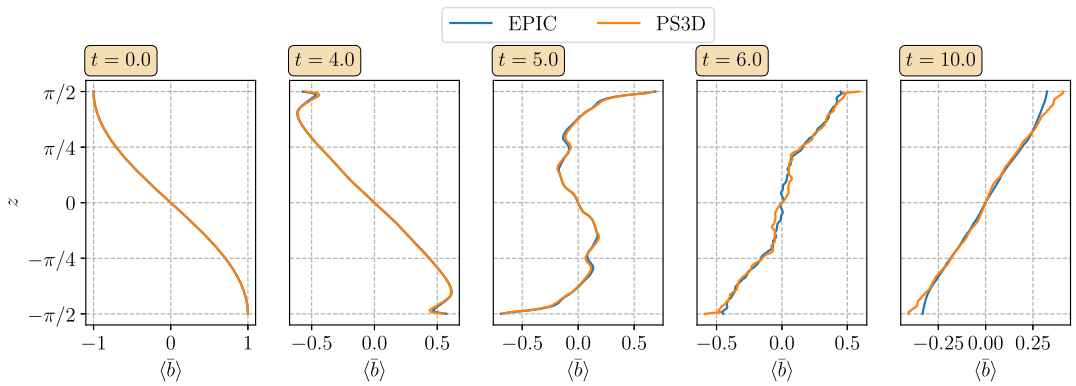 EPIC PS3D
t = 0.0 t = 4.0 t = 5.0 t = 6.0 t = 10.0
π/2
π/4
0
−π/4
−π/2
z
−1 0 1 −0.5 0.0 0.5 −0.5 0.0 0.5 −0.5 0.0 0.5 −0.25 0.00 0.25
⟨b̄⟩ ⟨b̄⟩ ⟨b̄⟩ ⟨b̄⟩ ⟨b̄⟩